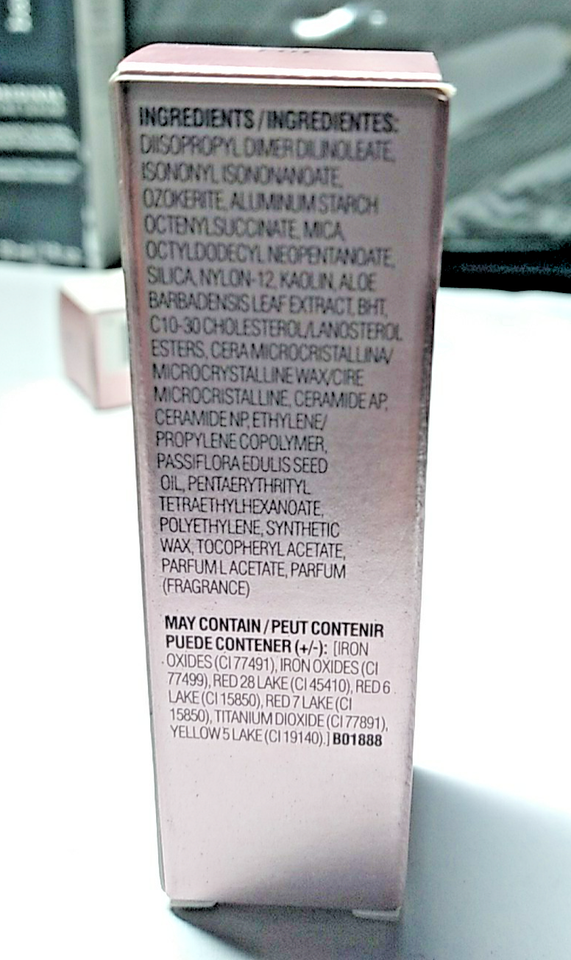 INGREDIENTS / INGREDIENTES:
DIISOPROPYL DIMER DILINOLEATE,
ISONONYL ISONONANOATE,
OZOKERITE, ALUMINUM STARCH
OCTENYLSUCCINATE, MICA,
OCTYLDODECYL NEOPENTANOATE,
SILICA, NYLON-12, KAOLIN, ALOE
BARBADENSIS LEAF EXTRACT, BHT,
C10-30 CHOLESTEROL/LANOSTEROL
ESTERS, CERA MICROCRISTALLINA/
MICROCRYSTALLINE WAX/CIRE
MICROCRISTALLINE, CERAMIDE AP,
CERAMIDE NP, ETHYLENE/
PROPYLENE COPOLYMER,
PASSIFLORA EDULIS SEED
OIL, PENTAERYTHRITYL
TETRAETHYLHEXANOATE,
POLYETHYLENE, SYNTHETIC
WAX, TOCOPHERYL ACETATE,
PARFUM L ACETATE, PARFUM
(FRAGRANCE)
MAY CONTAIN / PEUT CONTENIR
PUEDE CONTENER (+/-): [IRON
OXIDES (CI 77491), IRON OXIDES (CI
77499), RED 28 LAKE (CI 45410), RED 6
LAKE (CI 15850), RED 7 LAKE (CI
15850), TITANIUM DIOXIDE (CI 77891),
YELLOW 5 LAKE (CI 19140).] B01888